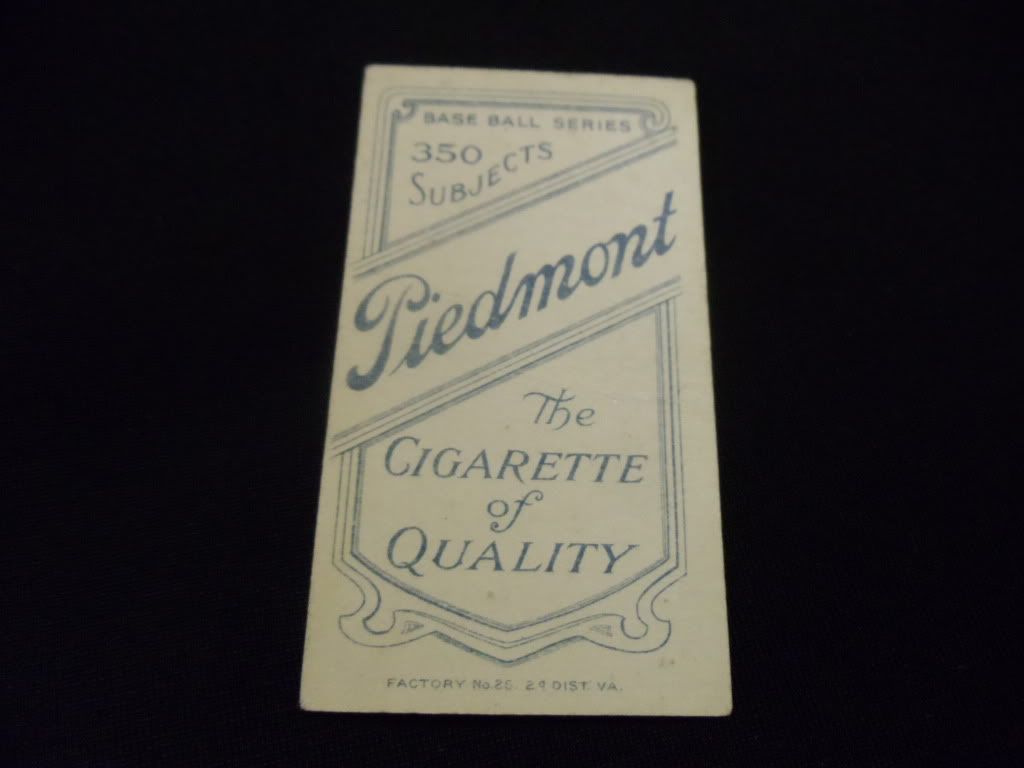 BASE BALL SERIES
350
SUBJECTS
Piedmont
The
CIGARETTE
of
QUALITY
FACTORY No. 25. 2d DIST. VA.